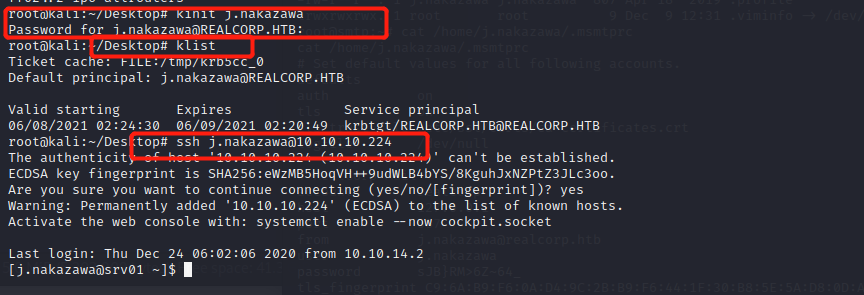 root@kali:~/Desktop# kinit j.nakazawa
Password for j.nakazawa@REALCORP.HTB:
root@kali:~/Desktop# klist
Ticket cache: FILE:/tmp/krb5cc_0
Default principal: j.nakazawa@REALCORP.HTB
Valid starting Expires Service principal
06/08/2021 02:24:30 06/09/2021 02:20:49 krbtgt/REALCORP.HTB@REALCORP.HTB
root@kali:~/Desktop# ssh j.nakazawa@10.10.10.224
The authenticity of host '10.10.10.224 (10.10.10.224)' can't be established.
ECDSA key fingerprint is SHA256:eWzMB5HoqVH++9udWLB4bYS/8KguhJxNZPtZ3JLc3oo.
Are you sure you want to continue connecting (yes/no/[fingerprint])? yes
Warning: Permanently added '10.10.10.224' (ECDSA) to the list of known hosts.
Activate the web console with: systemctl enable --now cockpit.socket
Last login: Thu Dec 24 06:02:06 2020 from 10.10.14.2
[j.nakazawa@srv01 ~]$